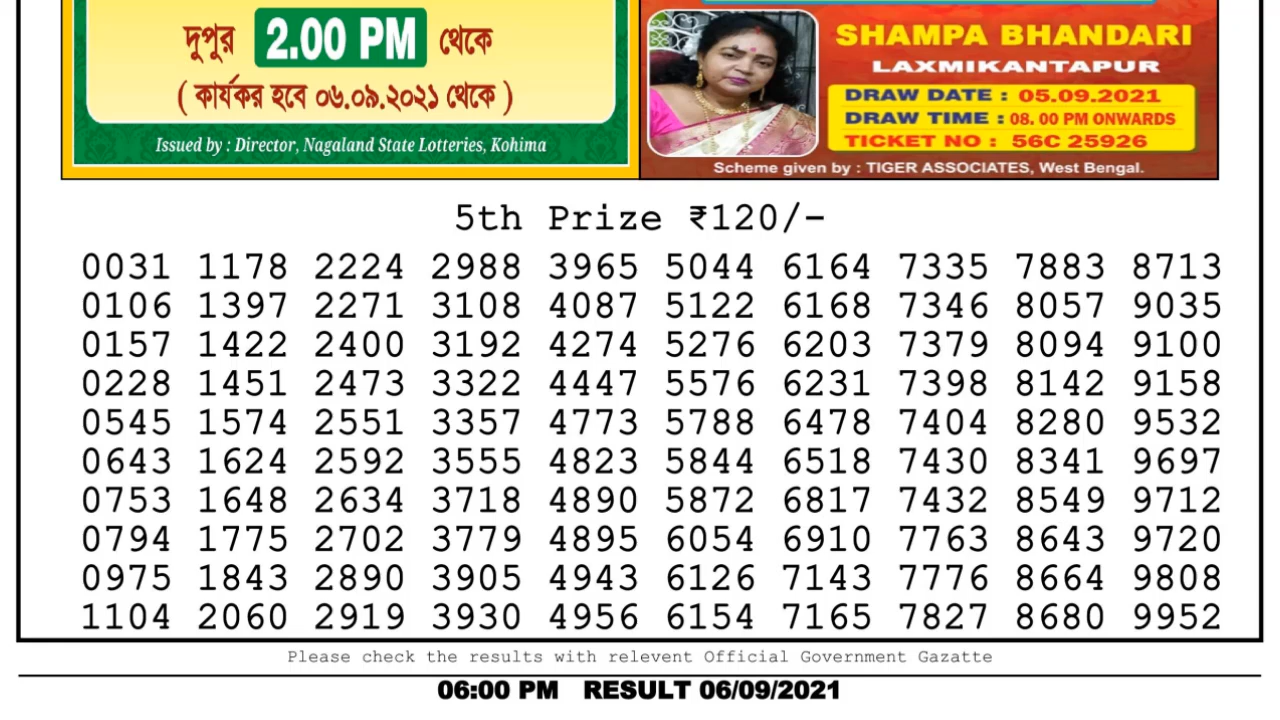 দুপুর 2.00 PM থেকে
( কার্যকর হবে ০৬.০৯.২০২১ থেকে )
Issued by : Director, Nagaland State Lotteries, Kohima
SHAMPA BHANDARI
LAXMIKANTAPUR
DRAW DATE : 05.09.2021
DRAW TIME : 08. 00 PM ONWARDS
TICKET NO : 56C 25926
Scheme given by : TIGER ASSOCIATES, West Bengal.
5th Prize ₹120/-
0031 1178 2224 2988 3965 5044 6164 7335 7883 8713
0106 1397 2271 3108 4087 5122 6168 7346 8057 9035
0157 1422 2400 3192 4274 5276 6203 7379 8094 9100
0228 1451 2473 3322 4447 5576 6231 7398 8142 9158
0545 1574 2551 3357 4773 5788 6478 7404 8280 9532
0643 1624 2592 3555 4823 5844 6518 7430 8341 9697
0753 1648 2634 3718 4890 5872 6817 7432 8549 9712
0794 1775 2702 3779 4895 6054 6910 7763 8643 9720
0975 1843 2890 3905 4943 6126 7143 7776 8664 9808
1104 2060 2919 3930 4956 6154 7165 7827 8680 9952
Please check the results with relevent Official Government Gazatte
06:00 PM RESULT 06/09/2021